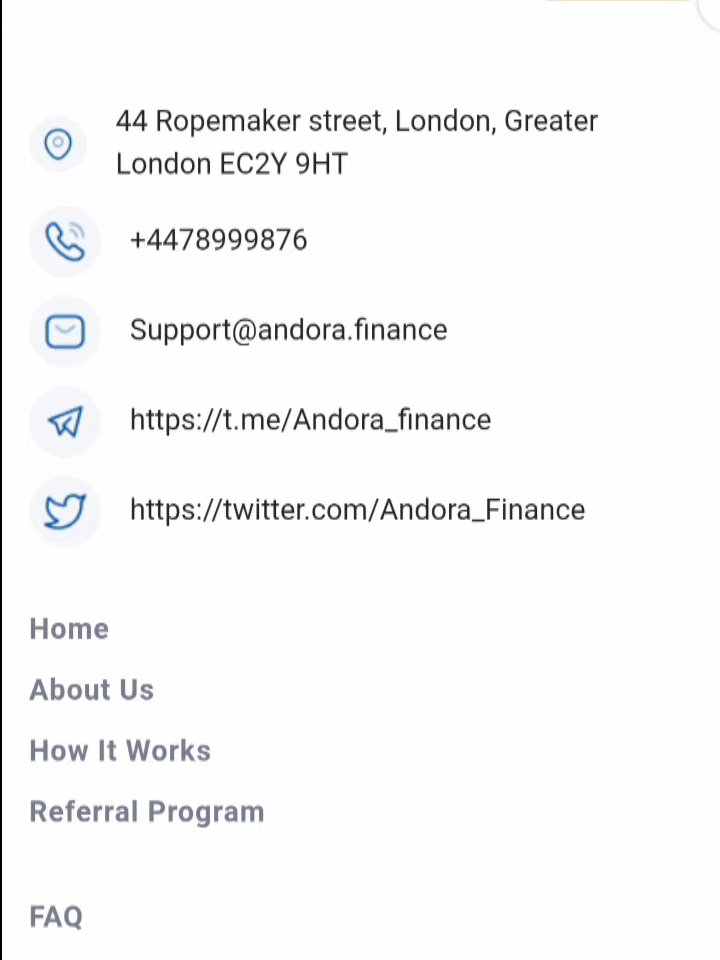 44 Ropemaker street, London, Greater
London EC2Y 9HT
+4478999876
Support@andora.finance
https://t.me/Andora_finance
https://twitter.com/Andora_Finance
Home
About Us
How It Works
Referral Program
FAQ